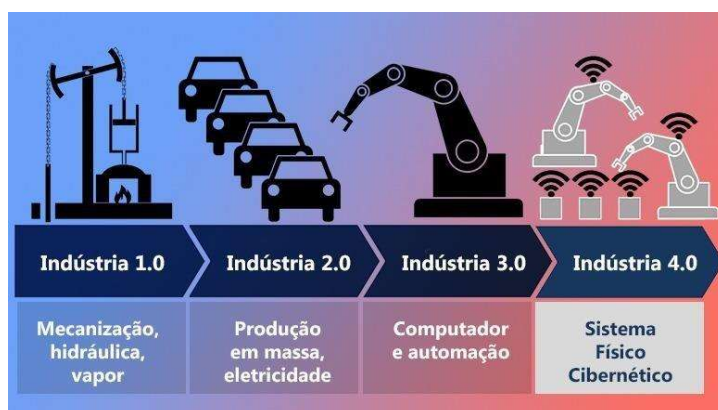 Indústria 1.0
Indústria 2.0
Indústria 3.0
Indústria 4.0
Mecanização,
hidráulica,
vapor
Produção
em massa,
eletricidade
Computador
e automação
Sistema
Físico
Cibernético